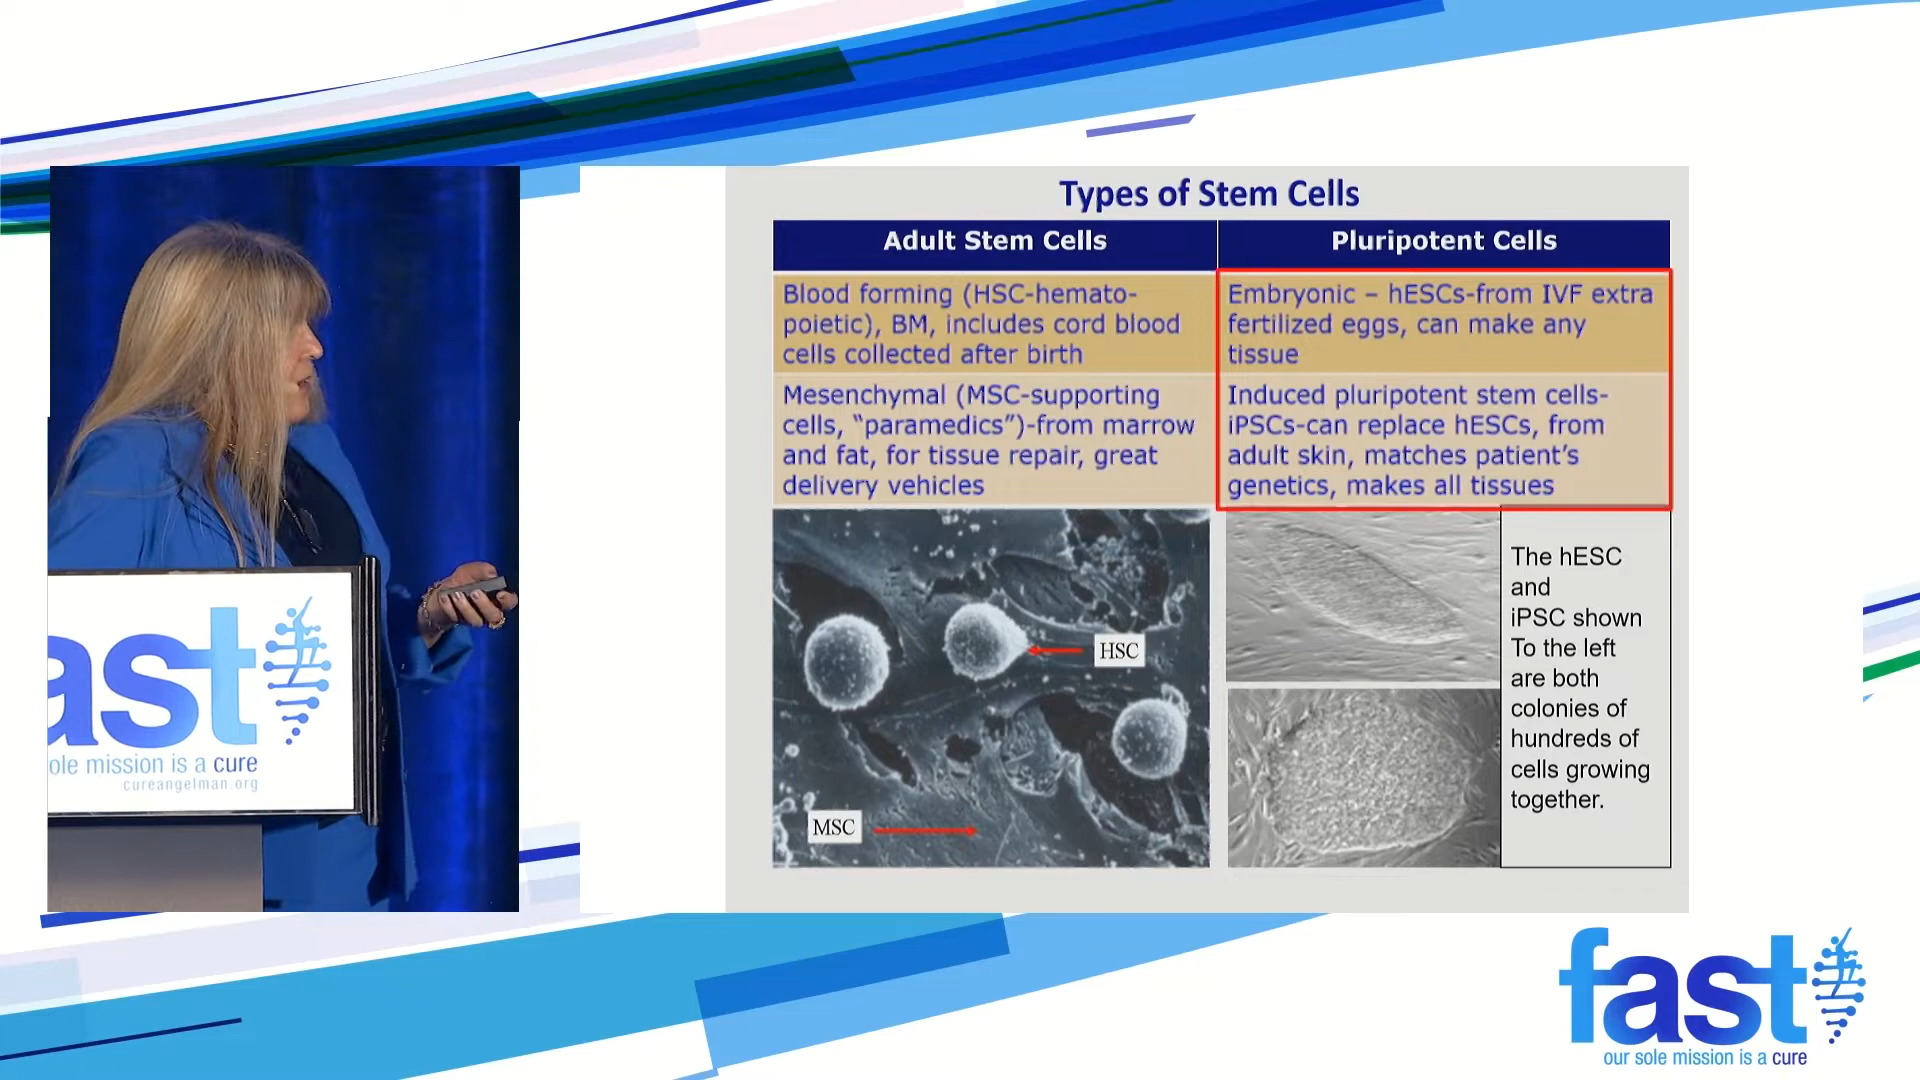 Types of Stem Cells
Adult Stem Cells
Pluripotent Cells
Blood forming (HSC-hemato-
poietic), BM, includes cord blood
cells collected after birth
Embryonic – hESCs-from IVF extra
fertilized eggs, can make any
tissue
Mesenchymal (MSC-supporting
cells, “paramedics”)-from marrow
and fat, for tissue repair, great
delivery vehicles
Induced pluripotent stem cells-
iPSCs-can replace hESCs, from
adult skin, matches patient’s
genetics, makes all tissues
HSC
MSC
The hESC
and
iPSC shown
To the left
are both
colonies of
hundreds of
cells growing
together.
ast
ole mission is a cure
cureangelman.org
fast
our sole mission is a cure